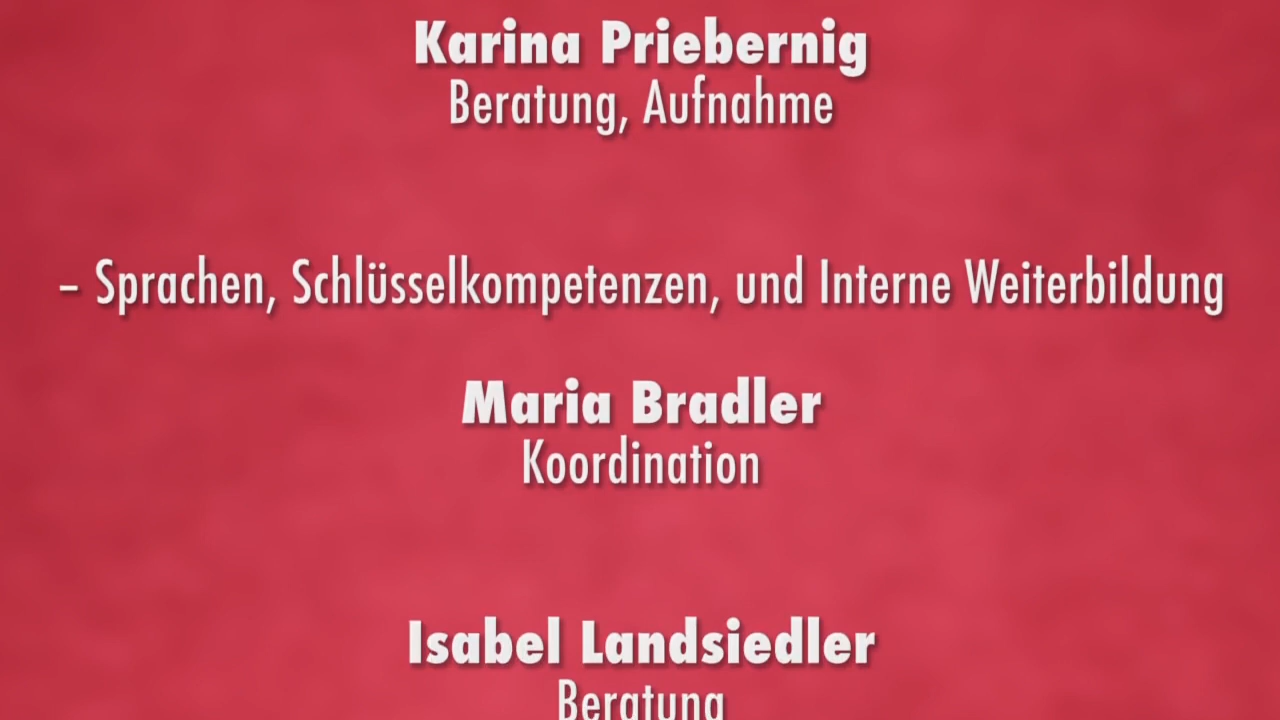 Karina Priebernig
Beratung, Aufnahme
– Sprachen, Schlüsselkompetenzen, und Interne Weiterbildung
Maria Bradler
Koordination
Isabel Landsiedler
Beratung